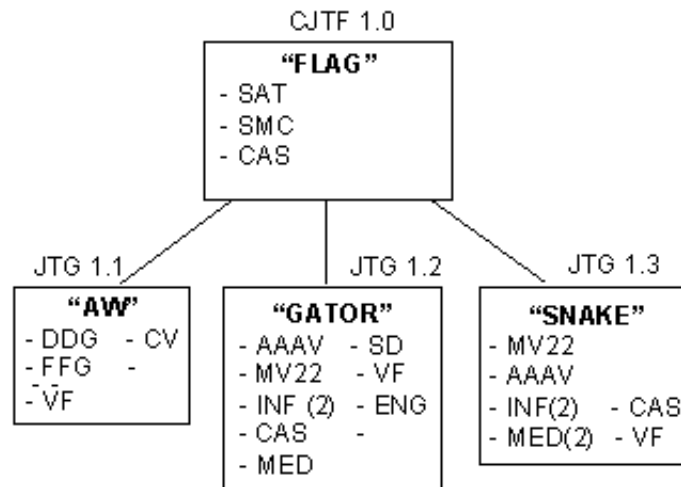 CJTF 1.0
“FLAG”
- SAT
- SMC
- CAS
JTG 1.1
“AW”
- DDG - CV
- FFG -
- VF
JTG 1.2
“GATOR”
- AAAV - SD
- MV22 - VF
- INF (2) - ENG
- CAS -
- MED
JTG 1.3
“SNAKE”
- MV22
- AAAV
- INF(2) - CAS
- MED(2) - VF